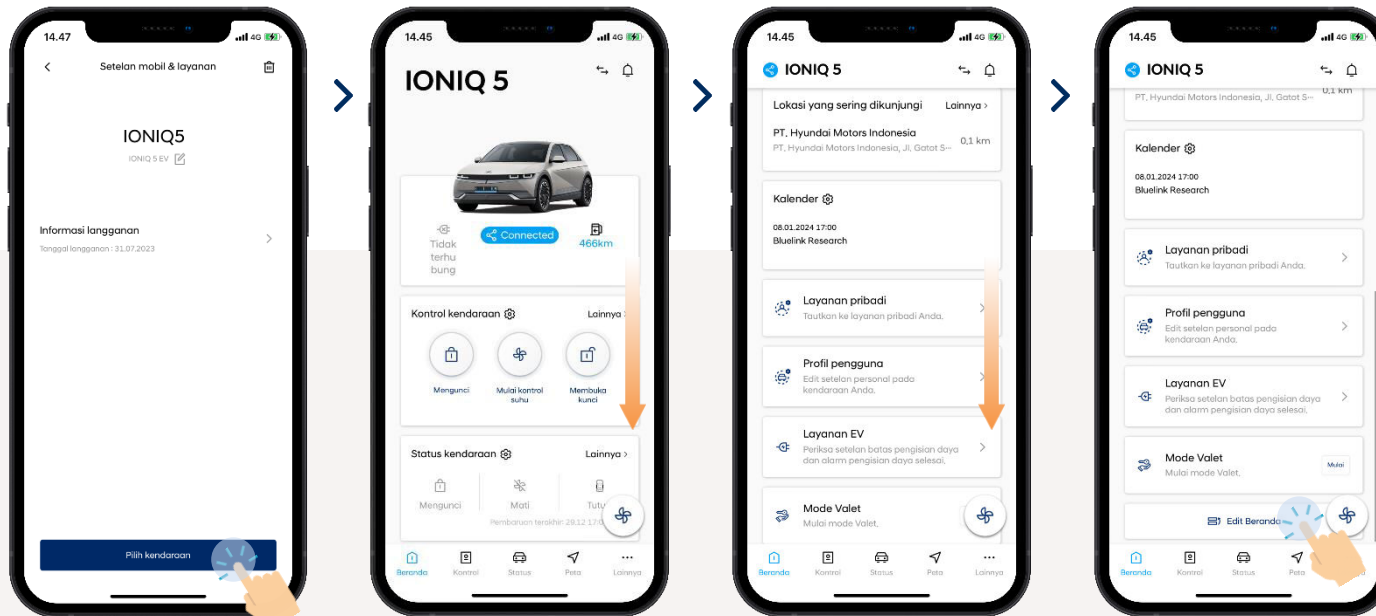 14.47
4G
Setelan mobil & layanan
IONIQ5
IONIQ 5 EV
Informasi langganan
Tanggal langganan : 31.07.2023
Pilih kendaraan
14.45
4G
IONIQ 5
Tidak
terhu
bung
Connected
466km
Kontrol kendaraan
Lainnya
Mengunci
Mulai kontrol
suhu
Membuka
kunci
Status kendaraan
Lainnya >
Mengunci
Mati
Pembaruan terakhir 28.12
Beranda
Kontrol
Status
Peta
Lainnya
14.45
4G
IONIQ 5
Lokasi yang sering dikunjungi
Lainnya >
PT. Hyundai Motors Indonesia
PT. Hyundai Motors Indonesia, Jl. Gatot S...
0,1 km
Kalender
08.01.2024 17:00
Bluelink Research
Layanan pribadi
Tautkan ke layanan pribadi Anda.
Profil pengguna
Edit setelan personal pada
kendaraan Anda.
Layanan EV
Periksa setelan batas pengisian daya
dan alarm pengisian daya selesai.
Mode Valet
Mulai mode Valet.
Beranda
Kontrol
Status
Peta
Lainnya
14.45
4G
IONIQ 5
PT. Hyundai Motors Indonesia, Jl. Gatot S...
0,1 km
Kalender
08.01.2024 17:00
Bluelink Research
Layanan pribadi
Tautkan ke layanan pribadi Anda.
Profil pengguna
Edit setelan personal pada
kendaraan Anda.
Layanan EV
Periksa setelan batas pengisian daya
dan alarm pengisian daya selesai.
Mode Valet
Mulai mode Valet.
Mulai
Edit Beranda
Beranda
Kontrol
Status
Peta